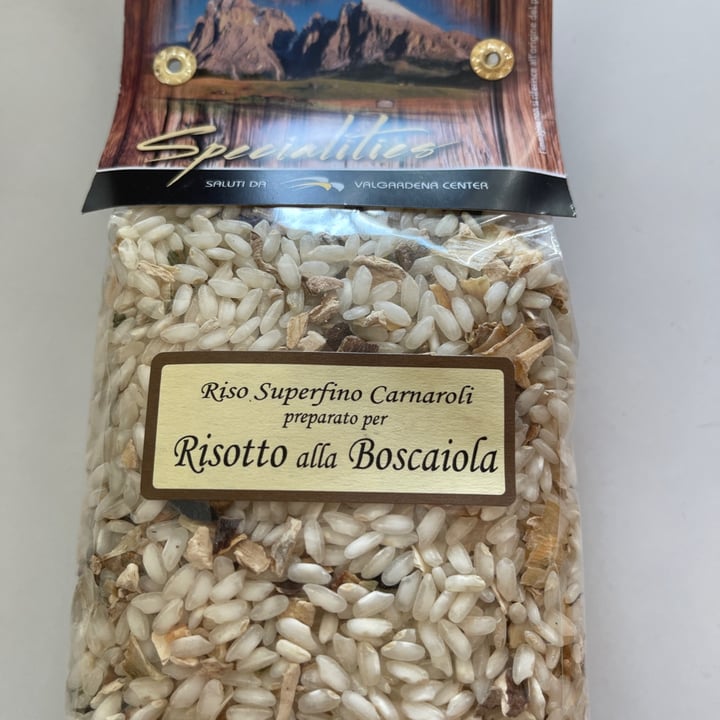 Specialities
SALUTI DA VALGARDENA CENTER
Riso Superfino Carnaroli
preparato per
Risotto alla Boscaiola